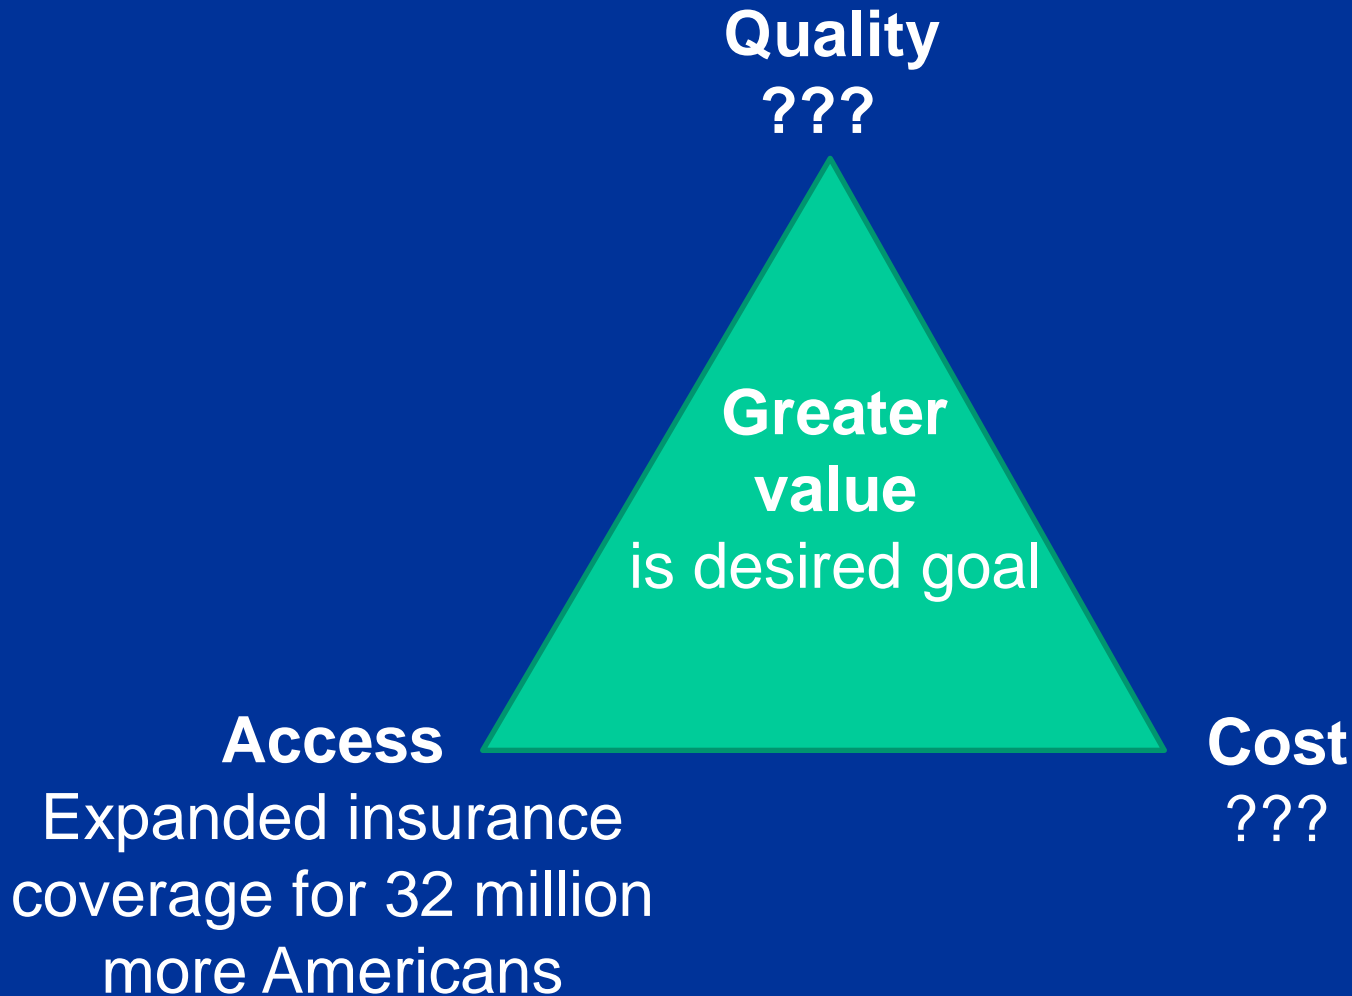 Quality
???
Greater
value
is desired goal
Access
Expanded insurance
coverage for 32 million
more Americans
Cost
???